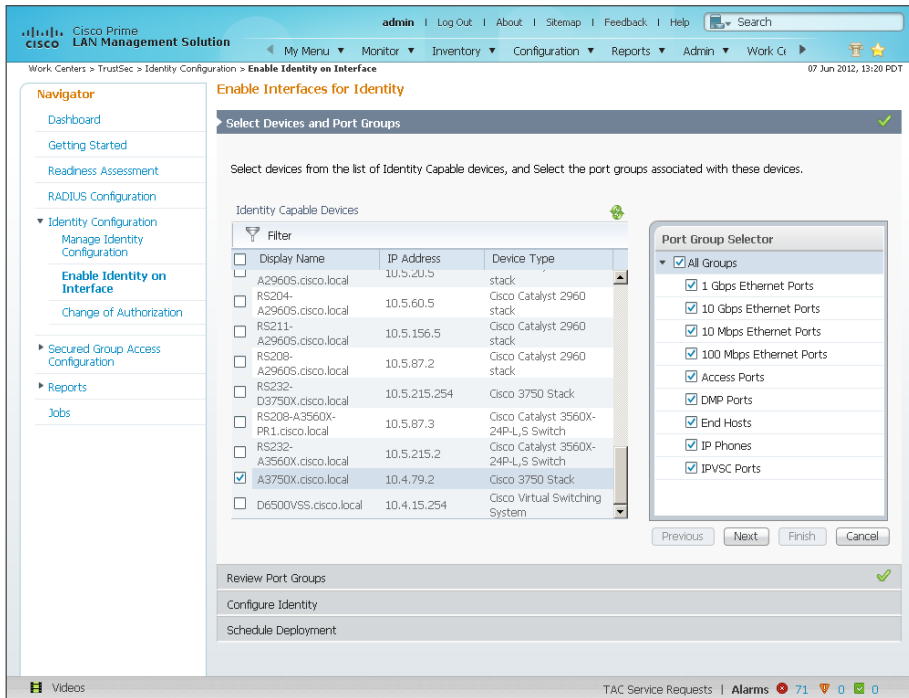 admin | Log Out | About | Sitemap | Feedback | Help Search
CISCO Cisco Prime
LAN Management Solution
My Menu Monitor Inventory Configuration Reports Admin Work Ce
Work Centers > TrustSec > Identity Configuration > Enable Identity on Interface
07 Jun 2012, 13:20 PDT
Navigator
Dashboard
Getting Started
Readiness Assessment
RADIUS Configuration
Identity Configuration
Manage Identity
Configuration
Enable Identity on
Interface
Change of Authorization
Secured Group Access
Configuration
Reports
Jobs
Enable Interfaces for Identity
Select Devices and Port Groups
Select devices from the list of Identity Capable devices, and Select the port groups associated with these devices.
Identity Capable Devices
Filter
Display Name IP Address Device Type
A2960S.cisco.local 10.5.20.5 stack
RS204-
A2960S.cisco.local 10.5.60.5 Cisco Catalyst 2960
stack
RS211-
A2960S.cisco.local 10.5.156.5 Cisco Catalyst 2960
stack
RS208-
A2960S.cisco.local 10.5.87.2 Cisco Catalyst 2960
stack
RS232-
D3750X.cisco.local 10.5.215.254 Cisco 3750 Stack
RS208-A3560X-
PR1.cisco.local 10.5.87.3 Cisco Catalyst 3560X-
24P-L,S Switch
RS232-
A3560X.cisco.local 10.5.215.2 Cisco Catalyst 3560X-
24P-L,S Switch
A3750X.cisco.local 10.4.79.2 Cisco 3750 Stack
D6500VSS.cisco.local 10.4.15.254 Cisco Virtual Switching
System
Port Group Selector
All Groups
1 Gbps Ethernet Ports
10 Gbps Ethernet Ports
10 Mbps Ethernet Ports
100 Mbps Ethernet Ports
Access Ports
DMP Ports
End Hosts
IP Phones
IPVSC Ports
Previous Next Finish Cancel
Review Port Groups
Configure Identity
Schedule Deployment
Videos
TAC Service Requests | Alarms 71 0 0